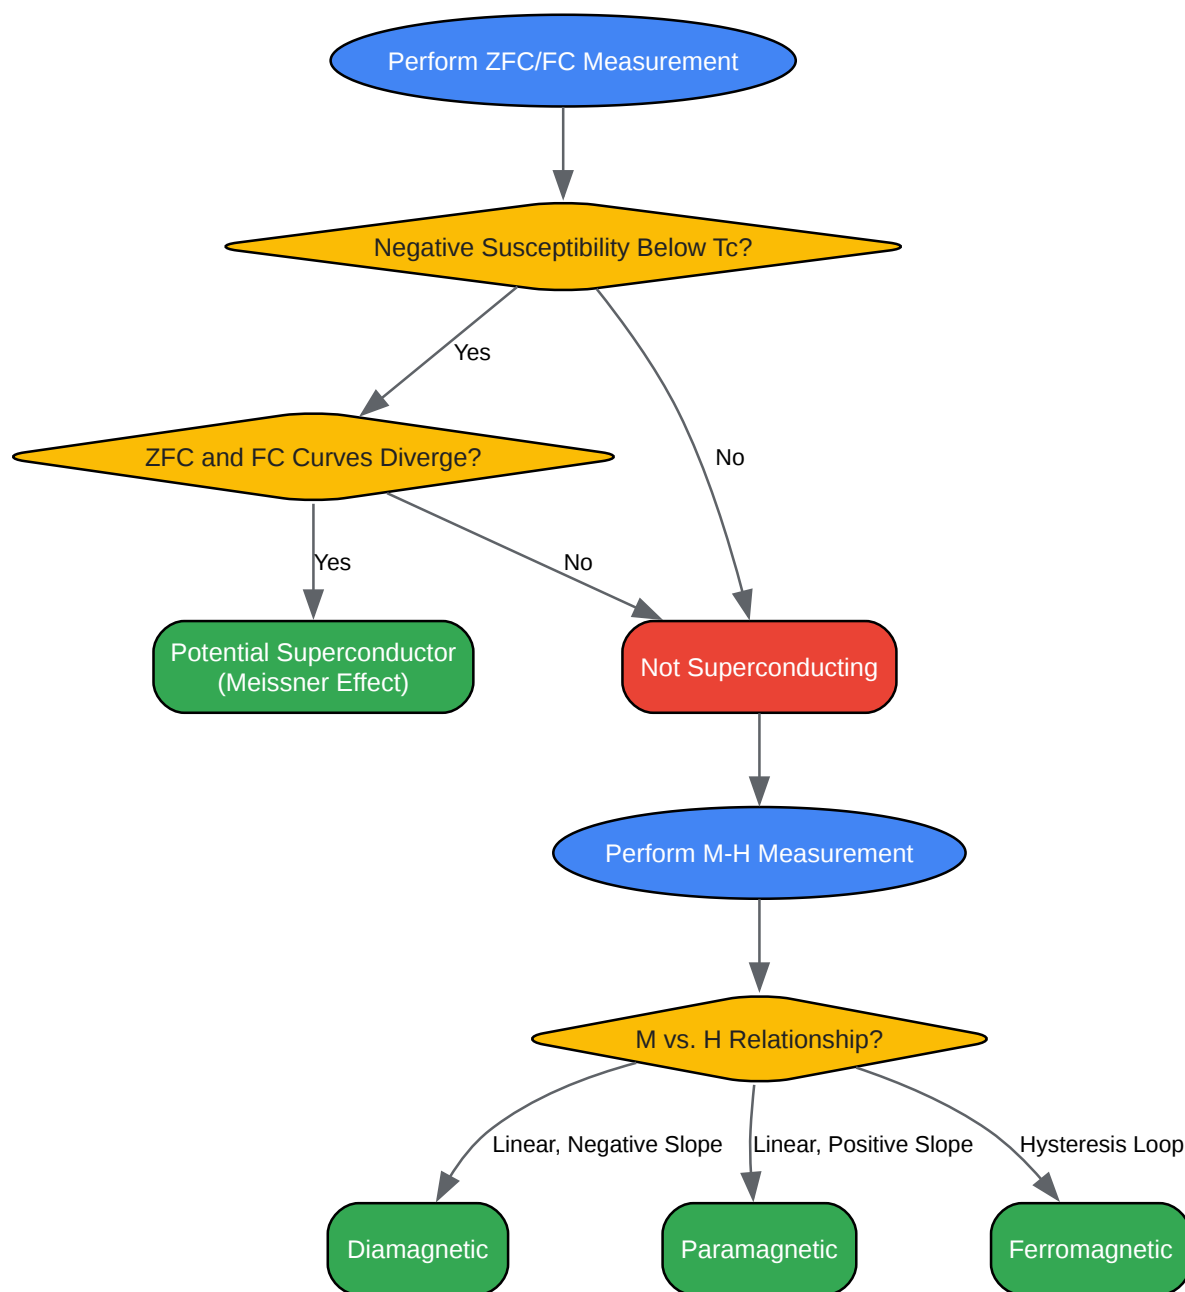 Perform ZFC/FC Measurement
Negative Susceptibility Below Tc?
Yes
ZFC and FC Curves Diverge?
No
Yes
No
Potential Superconductor
(Meissner Effect)
Not Superconducting
Perform M-H Measurement
M vs. H Relationship?
Linear, Negative Slope
Linear, Positive Slope
Hysteresis Loop
Diamagnetic
Paramagnetic
Ferromagnetic